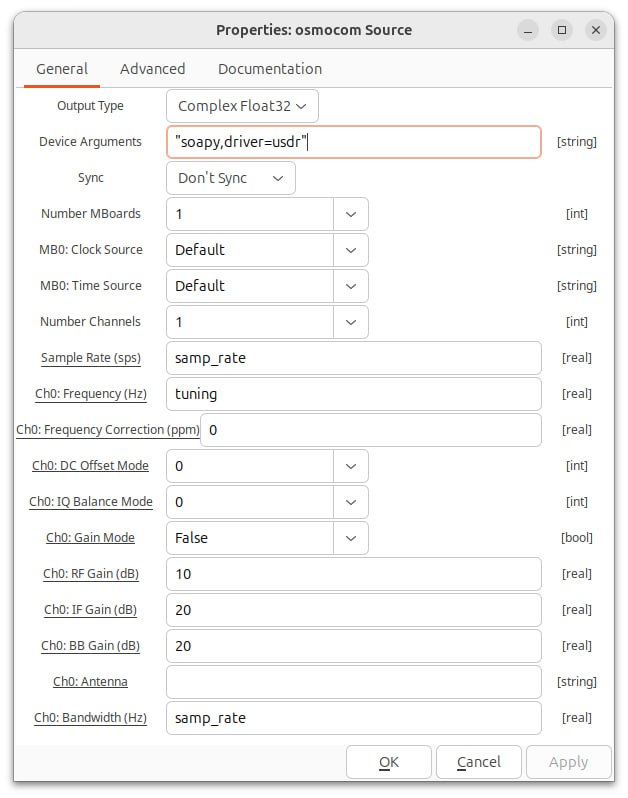 Properties: osmocom Source
General Advanced Documentation
Output Type Complex Float32
Device Arguments "soapy,driver=usdr" [string]
Sync Don't Sync
Number MBoards 1 [int]
MB0: Clock Source Default [string]
MB0: Time Source Default [string]
Number Channels 1 [int]
Sample Rate (sps) samp_rate [real]
Ch0: Frequency (Hz) tuning [real]
Ch0: Frequency Correction (ppm) 0 [real]
Ch0: DC Offset Mode 0 [int]
Ch0: IQ Balance Mode 0 [int]
Ch0: Gain Mode False [bool]
Ch0: RF Gain (dB) 10 [real]
Ch0: IF Gain (dB) 20 [real]
Ch0: BB Gain (dB) 20 [real]
Ch0: Antenna [string]
Ch0: Bandwidth (Hz) samp_rate [real]
OK Cancel Apply